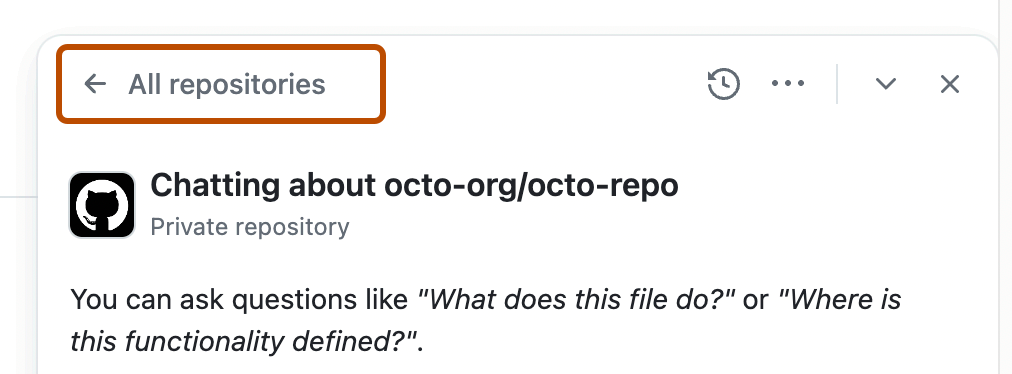 All repositories
Chatting about octo-org/octo-repo
Private repository
You can ask questions like "What does this file do?" or "Where is
this functionality defined?".